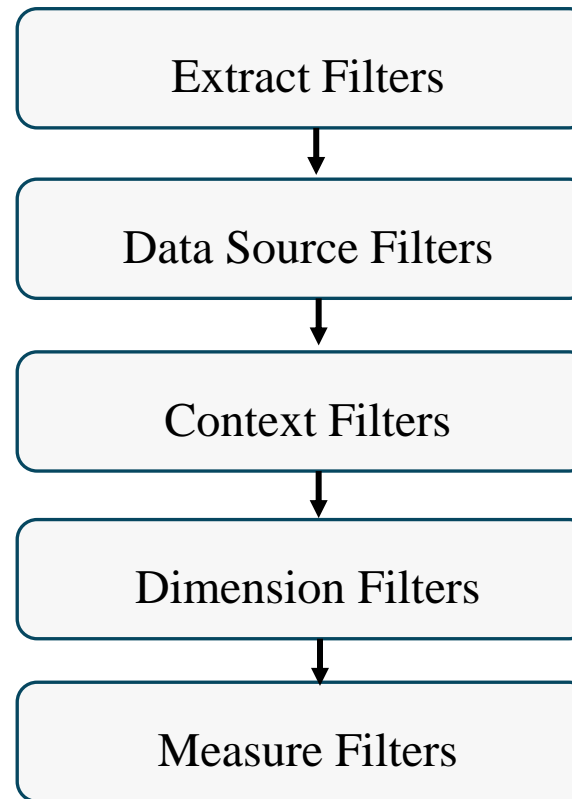 Extract Filters
Data Source Filters
Context Filters
Dimension Filters
Measure Filters